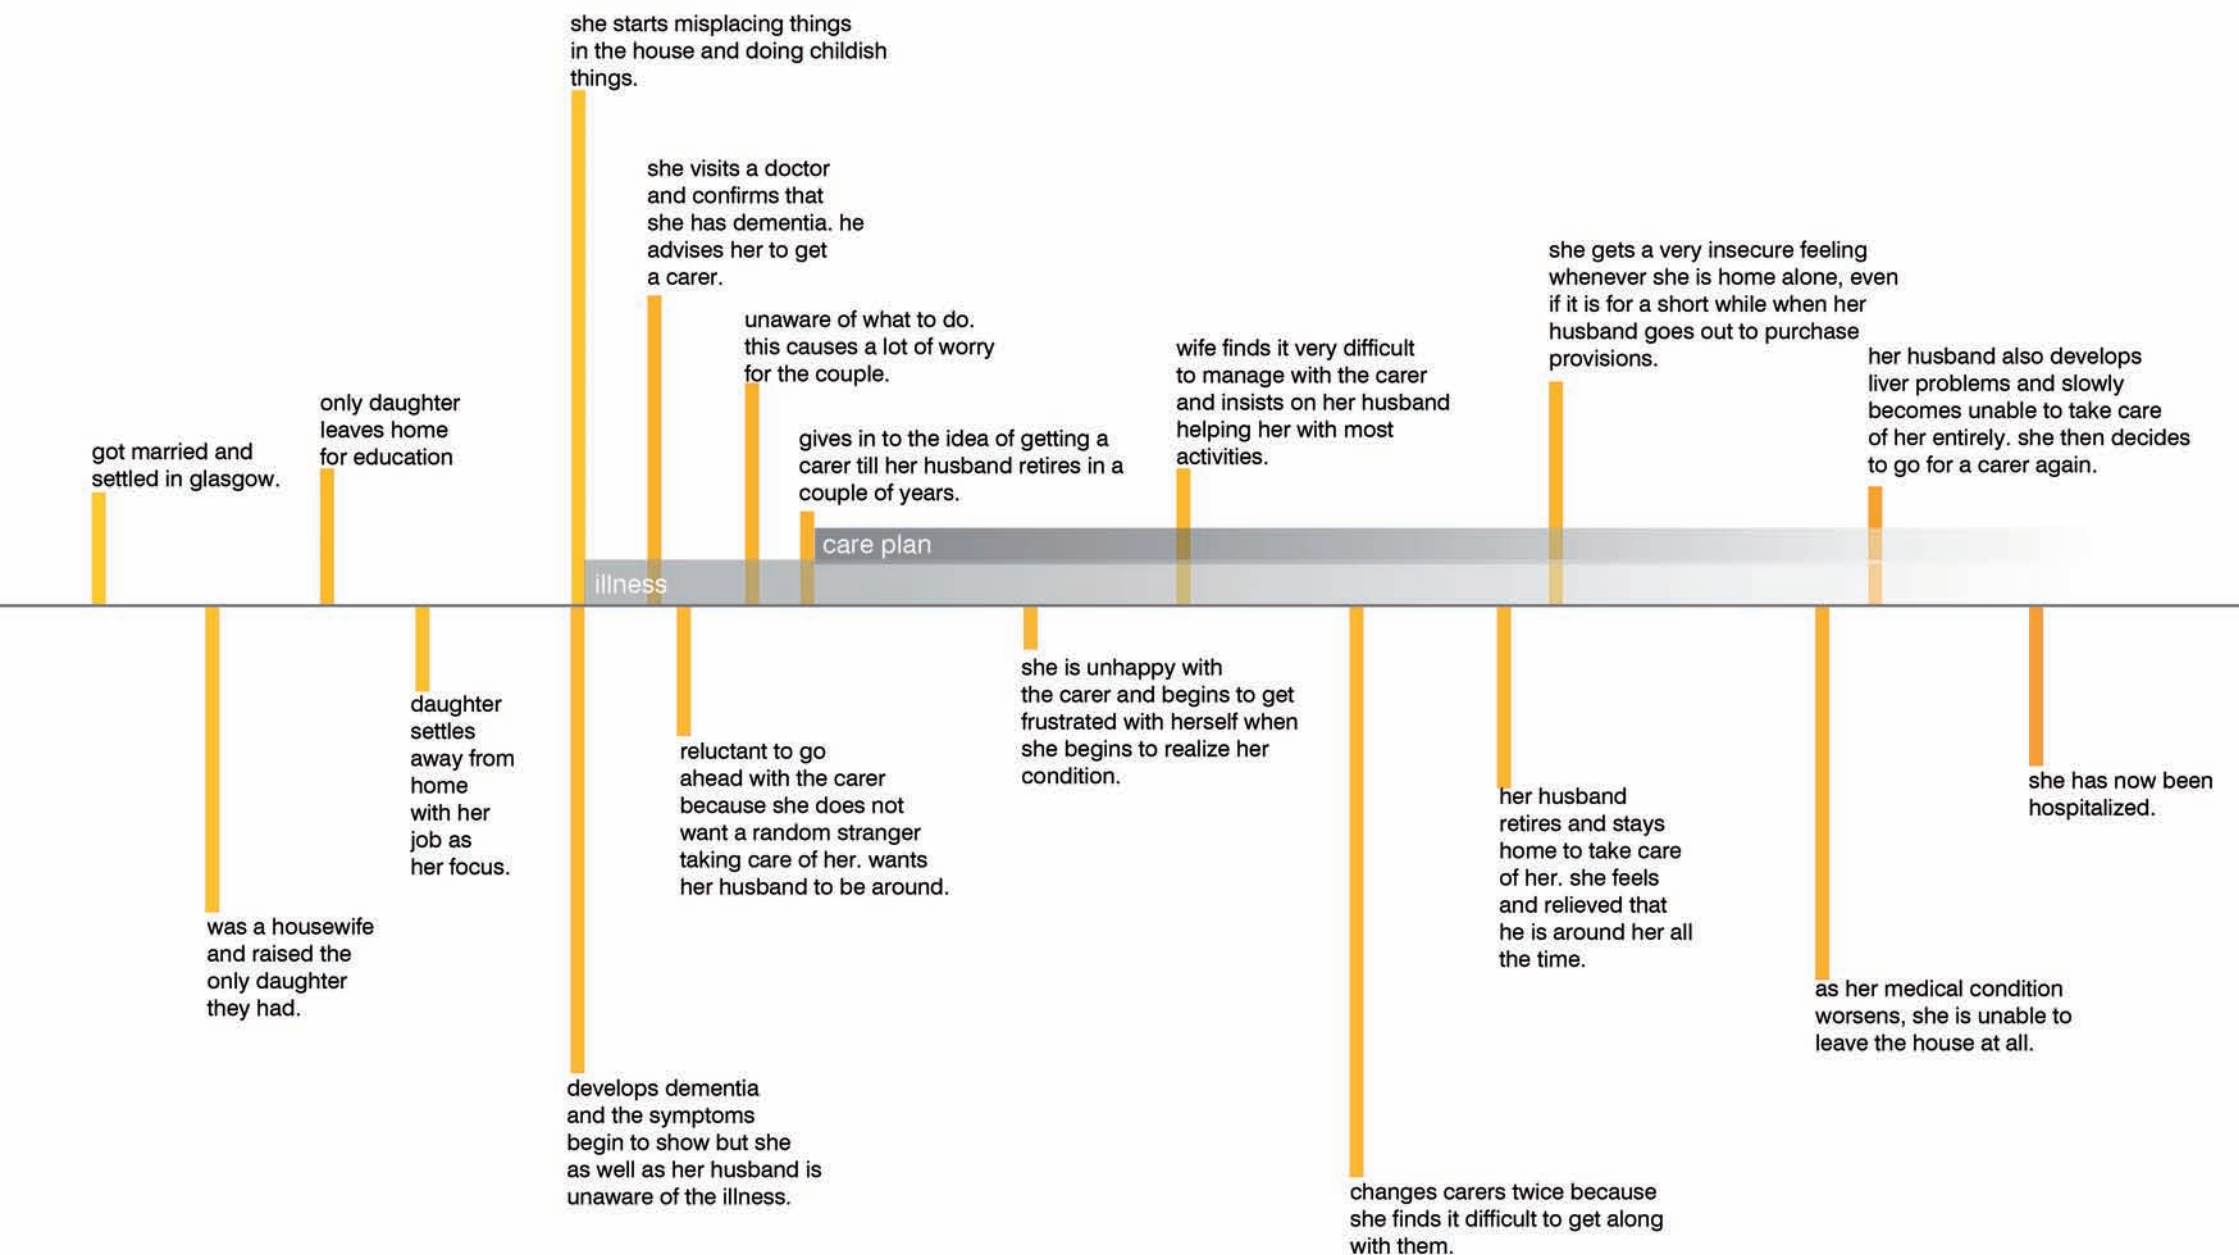 she starts misplacing things
in the house and doing childish
things.
she visits a doctor
and confirms that
she has dementia. he
advises her to get
a carer.
she gets a very insecure feeling
whenever she is home alone, even
if it is for a short while when her
husband goes out to purchase
provisions.
unaware of what to do.
this causes a lot of worry
for the couple.
wife finds it very difficult
to manage with the carer
and insists on her husband
helping her with most
activities.
her husband also develops
liver problems and slowly
becomes unable to take care
of her entirely. she then decides
to go for a carer again.
only daughter
leaves home
for education
gives in to the idea of getting a
carer till her husband retires in a
couple of years.
got married and
settled in glasgow.
care plan
illness
she is unhappy with
the carer and begins to get
frustrated with herself when
she begins to realize her
condition.
daughter
settles
away from
home
with her
job as
her focus.
reluctant to go
ahead with the carer
because she does not
want a random stranger
taking care of her. wants
her husband to be around.
she has now been
hospitalized.
her husband
retires and stays
home to take care
of her. she feels
and relieved that
he is around her all
the time.
was a housewife
and raised the
only daughter
they had.
as her medical condition
worsens, she is unable to
leave the house at all.
develops dementia
and the symptoms
begin to show but she
as well as her husband is
unaware of the illness.
changes carers twice because
she finds it difficult to get along
with them.